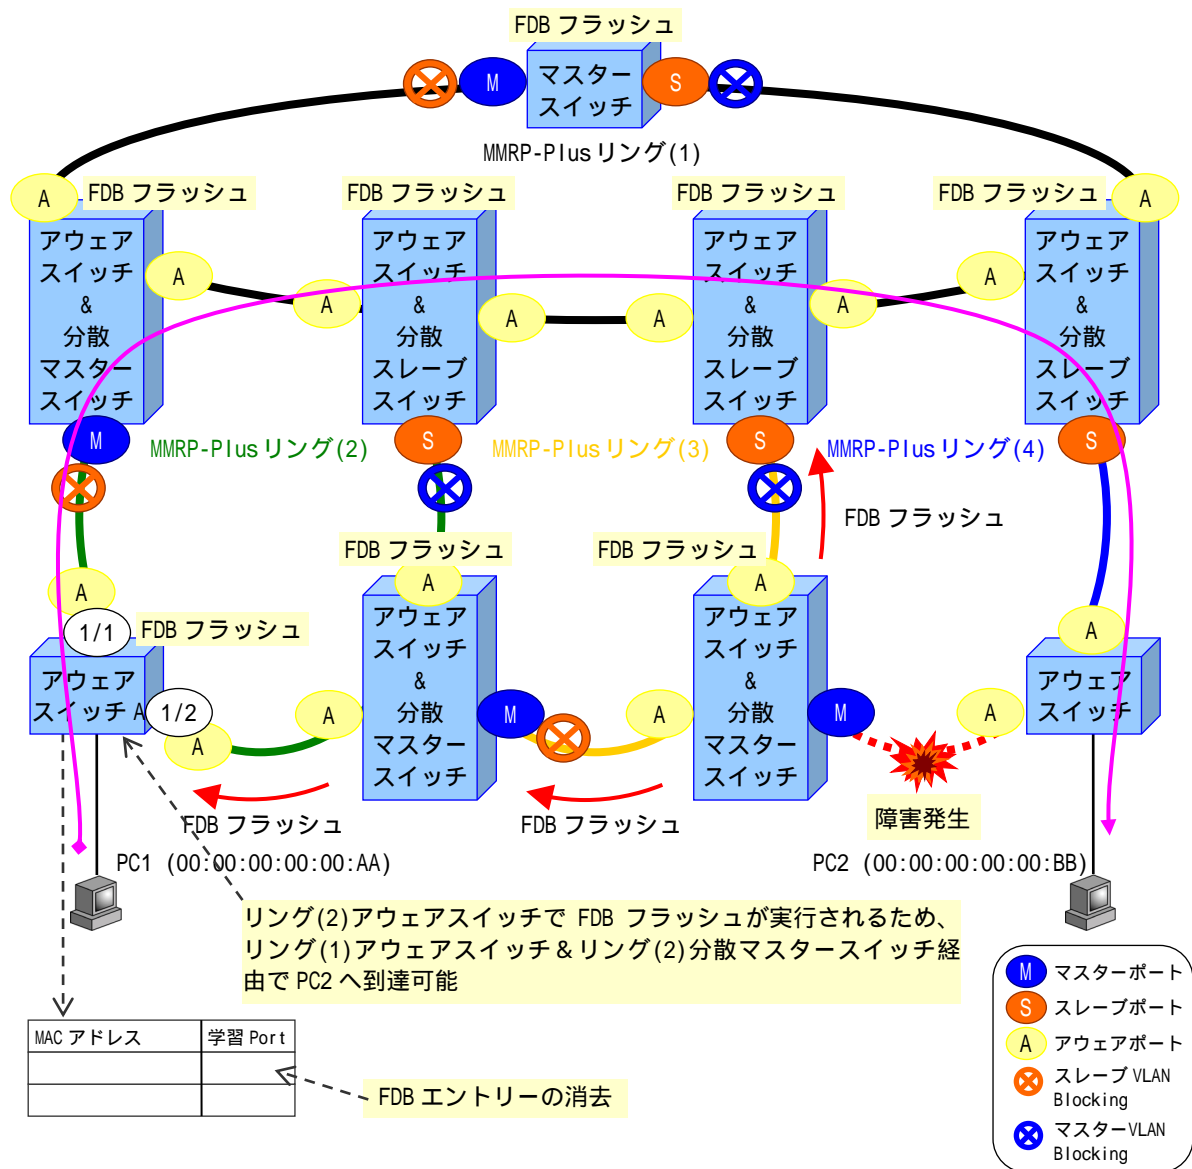 FDB フラッシュ
M
マスター
スイッチ
S
MMRP-Plusリング(1)
A
FDB フラッシュ
FDB フラッシュ
FDB フラッシュ
FDB フラッシュ
A
アウェア
スイッチ
&
分散
マスター
スイッチ
A
A
アウェア
スイッチ
&
分散
スレーブ
スイッチ
A
A
アウェア
スイッチ
&
分散
スレーブ
スイッチ
A
A
アウェア
スイッチ
&
分散
スレーブ
スイッチ
M
MMRP-Plusリング(2)
S
MMRP-Plusリング(3)
S
MMRP-Plusリング(4)
S
FDB フラッシュ
FDB フラッシュ
FDB フラッシュ
A
A
A
A
1/1
FDB フラッシュ
アウェア
スイッチ A
1/2
A
A
アウェア
スイッチ
&
分散
マスター
スイッチ
M
A
アウェア
スイッチ
&
分散
マスター
スイッチ
M
A
アウェア
スイッチ
FDB フラッシュ
FDB フラッシュ
障害発生
PC1 (00:00:00:00:00:AA)
PC2 (00:00:00:00:00:BB)
リング(2)アウェアスイッチで FDB フラッシュが実行されるため、
リング(1)アウェアスイッチ&リング(2)分散マスタースイッチ経
由で PC2 へ到達可能
MAC アドレス
学習 Port
FDB エントリーの消去
M マスターポート
S スレーブポート
A アウェアポート
スレーブ VLAN
Blocking
マスターVLAN
Blocking